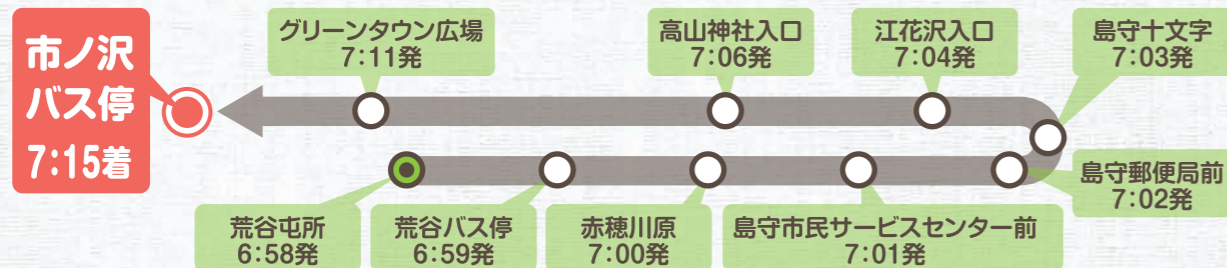 市ノ沢
バス停
7:15着
グリーンタウン広場
7:11発
高山神社入口
7:06発
江花沢入口
7:04発
島守十文字
7:03発
島守郵便局前
7:02発
荒谷屯所
6:58発
荒谷バス停
6:59発
赤穂川原
7:00発
島守市民サービスセンター前
7:01発